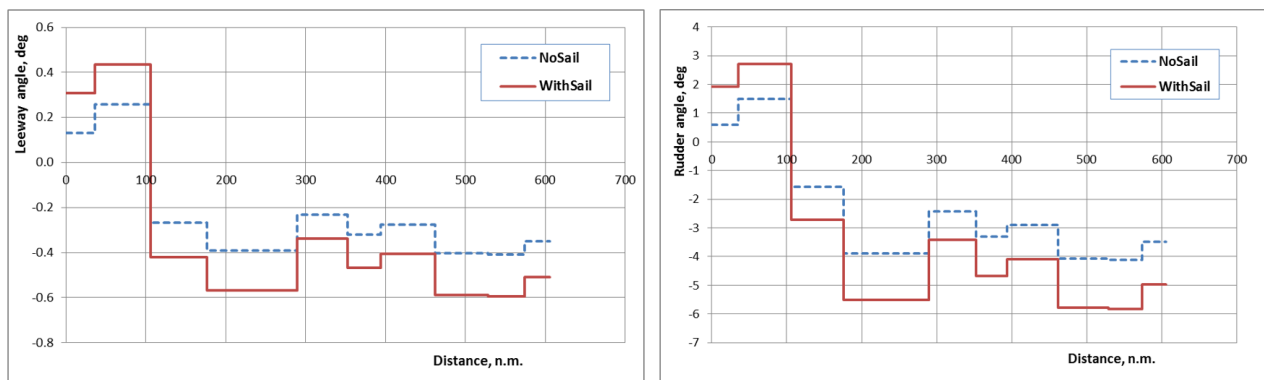 Leeway angle, deg
0.6
0.4
0.2
0.0
-0.2
-0.4
-0.6
-0.8
0 100 200 300 400 500 600 700
NoSail
WithSail
Distance, n.m.
Rudder angle, deg
4
3
2
1
0
-1
-2
-3
-4
-5
-6
-7
0 100 200 300 400 500 600 700
NoSail
WithSail
Distance, n.m.